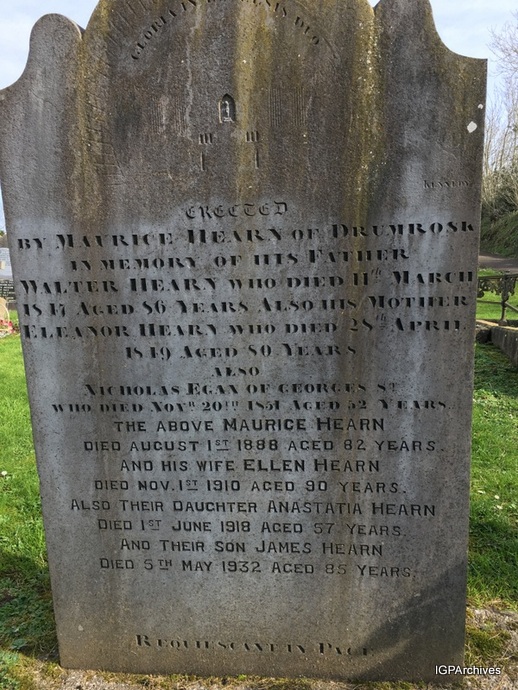 GLORIA IN EXCELSIS DEO
KENNEDY
ERECTED
BY MAURICE HEARN OF DRUMROSK
IN MEMORY OF HIS FATHER
WALTER HEARN WHO DIED 11th MARCH
1847 AGED 86 YEARS ALSO HIS MOTHER
ELEANOR HEARN WHO DIED 28th APRIL
1849 AGED 80 YEARS
ALSO
NICHOLAS EGAN OF GEORGES ST
WHO DIED NOVR 20TH 1851 AGED 52 YEARS.
THE ABOVE MAURICE HEARN
DIED AUGUST 1ST 1888 AGED 82 YEARS.
AND HIS WIFE ELLEN HEARN
DIED NOV. 1ST 1910 AGED 90 YEARS.
ALSO THEIR DAUGHTER ANASTATIA HEARN
DIED 1ST JUNE 1918 AGED 57 YEARS.
AND THEIR SON JAMES HEARN
DIED 5TH MAY 1932 AGED 85 YEARS.
REQUIESCANT IN PACE
IGPArchives